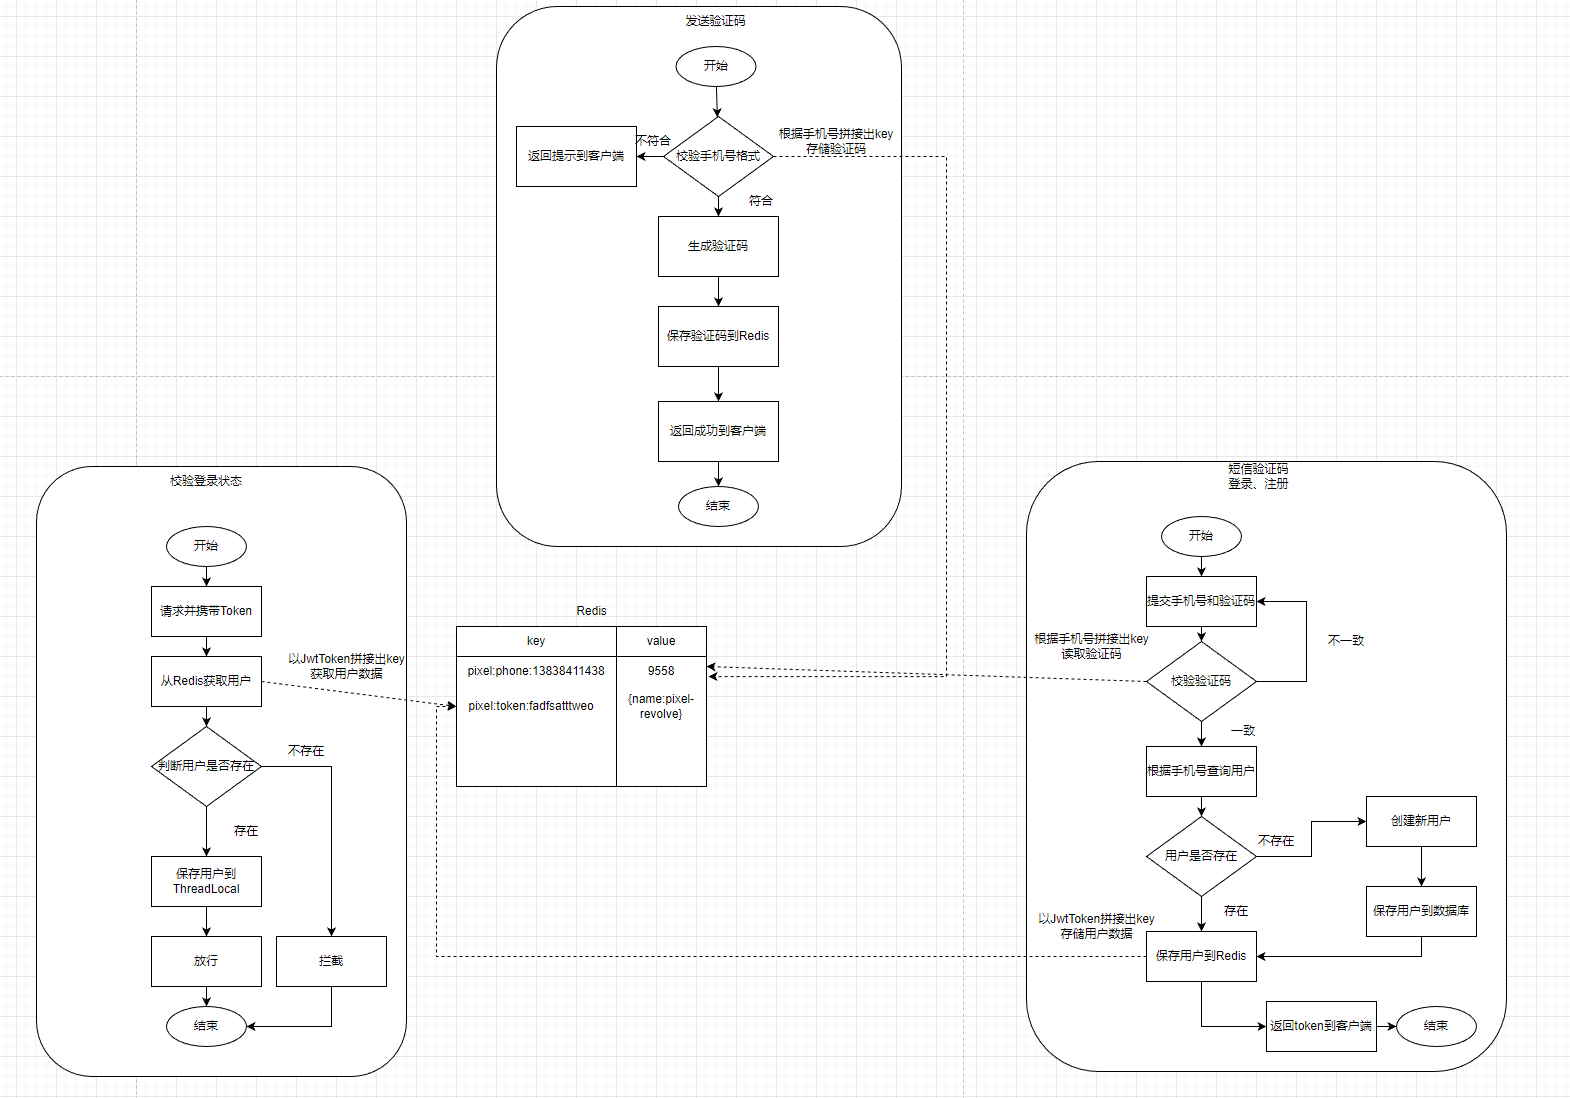 发送验证码
开始
校验手机号格式
不符合
返回提示到客户端
根据手机号拼接出key
存储验证码
符合
生成验证码
保存验证码到Redis
返回成功到客户端
结束
校验登录状态
开始
请求并携带Token
从Redis获取用户
以JwtToken拼接出key
获取用户数据
判断用户是否存在
不存在
存在
保存用户到
ThreadLocal
放行
拦截
结束
Redis
key
value
pixel:phone:13838411438
9558
pixel:token:fadfsatttweo
{name:pixel-
revolve}
短信验证码
登录、注册
开始
提交手机号和验证码
根据手机号拼接出key
读取验证码
不一致
校验验证码
一致
根据手机号查询用户
用户是否存在
不存在
创建新用户
保存用户到数据库
存在
以JwtToken拼接出key
存储用户数据
保存用户到Redis
返回token到客户端
结束